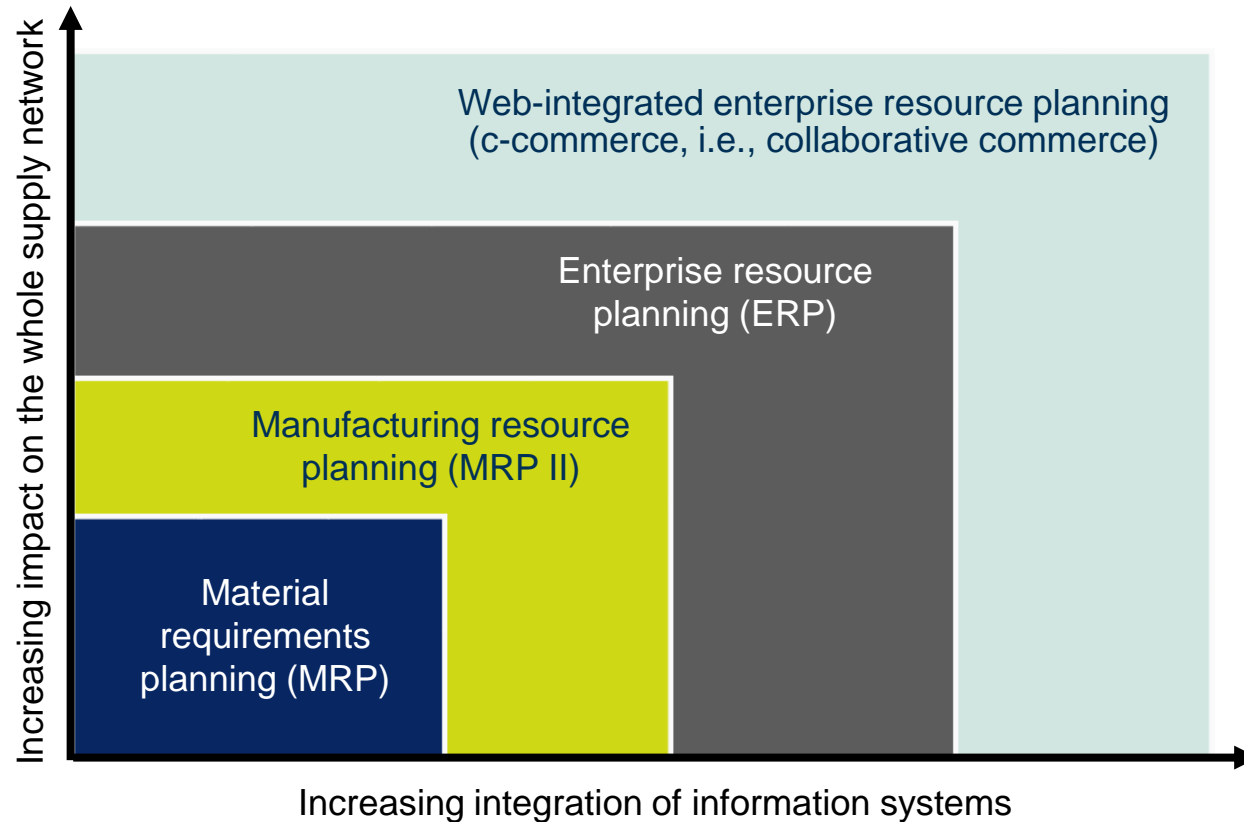 Increasing impact on the whole supply network
Web-integrated enterprise resource planning
(c-commerce, i.e., collaborative commerce)
Enterprise resource
planning (ERP)
Manufacturing resource
planning (MRP II)
Material
requirements
planning (MRP)
Increasing integration of information systems